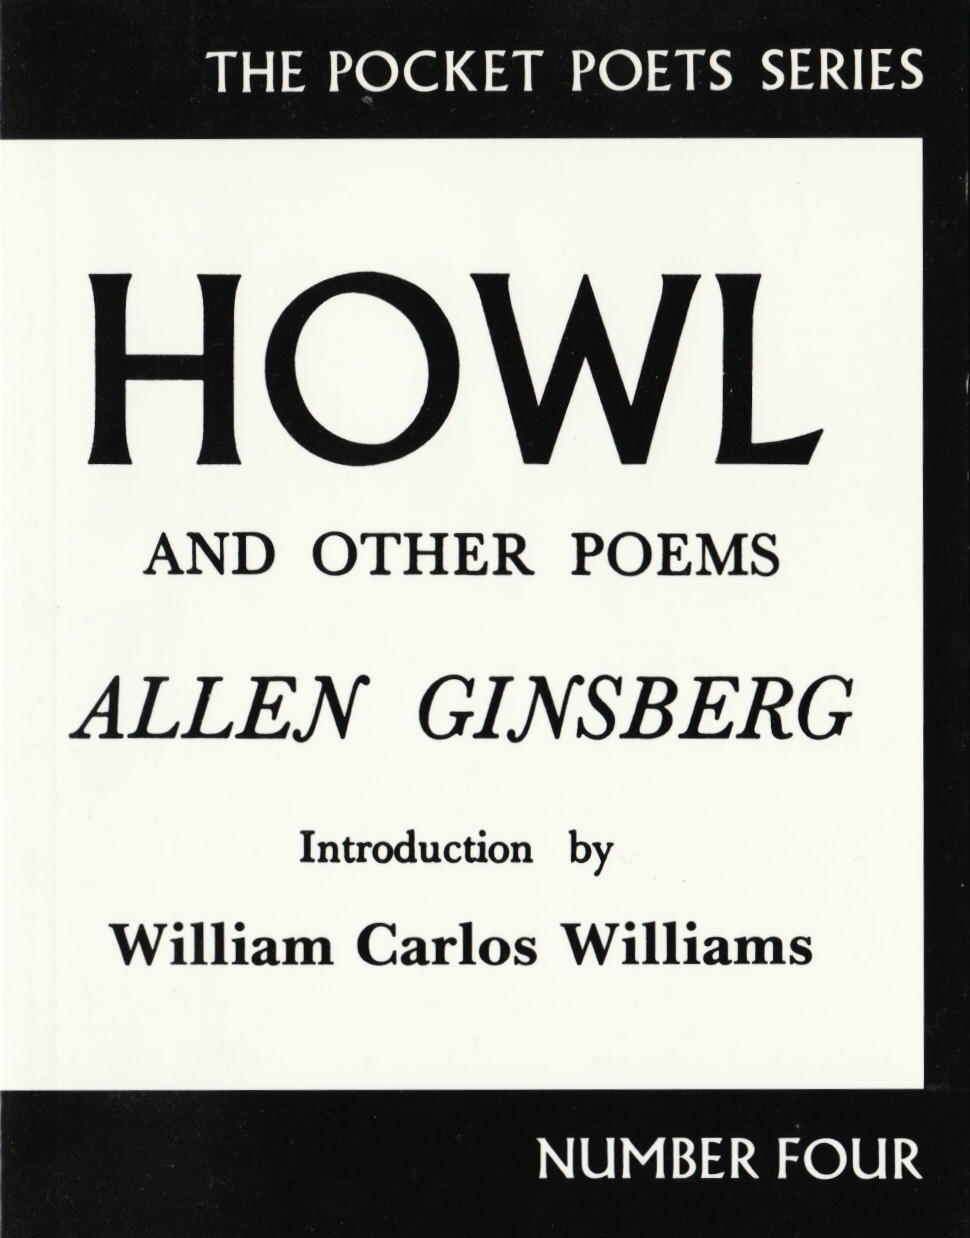 THE POCKET POETS SERIES
HOWL
AND OTHER POEMS
ALLEN GINSBERG
Introduction by
William Carlos Williams
NUMBER FOUR